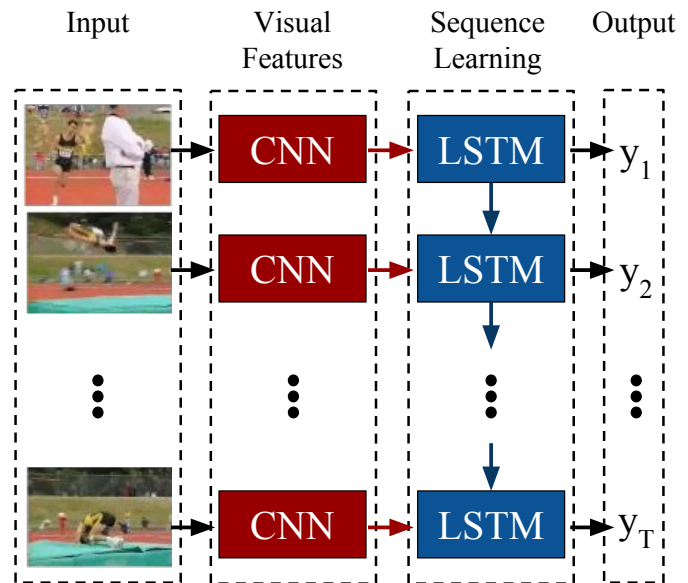 Input
Visual
Features
Sequence
Learning
Output
CNN
LSTM
y1
CNN
LSTM
y2
CNN
LSTM
yT